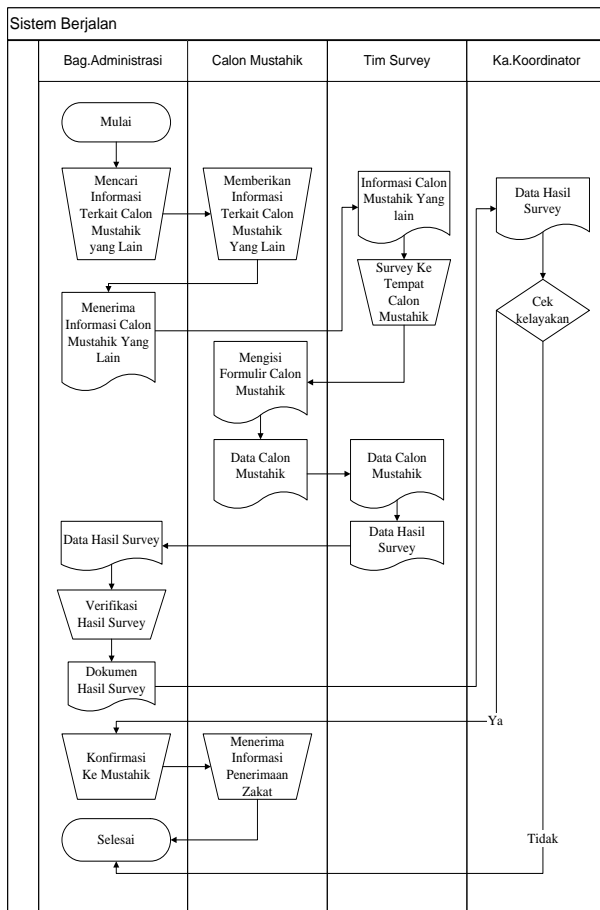 Sistem Berjalan
Bag.Administrasi
Calon Mustahik
Tim Survey
Ka.Koordinator
Mulai
Mencari
Informasi
Terkait Calon
Mustahik
yang Lain
Memberikan
Informasi
Terkait Calon
Mustahik
Yang Lain
Informasi Calon
Mustahik Yang
lain
Data Hasil
Survey
Menerima
Informasi Calon
Mustahik Yang
Lain
Survey Ke
Tempat
Calon
Mustahik
Cek
kelayakan
Mengisi
Formulir Calon
Mustahik
Data Calon
Mustahik
Data Calon
Mustahik
Data Hasil Survey
Data Hasil
Survey
Verifikasi
Hasil Survey
Dokumen
Hasil Survey
Ya
Konfirmasi
Ke Mustahik
Menerima
Informasi
Penerimaan
Zakat
Selesai
Tidak